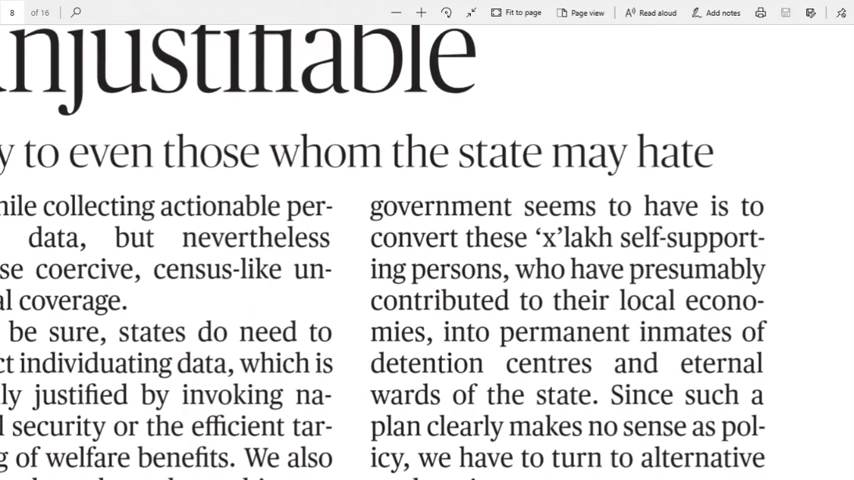 8 of 16 Fit to page Page view Read aloud Add notes
njustifiable
y to even those whom the state may hate
hile collecting actionable per-
data, but nevertheless
se coercive, census-like un-
al coverage.
be sure, states do need to
ct individuating data, which is
ly justified by invoking na-
l security or the efficient tar-
g of welfare benefits. We also
government seems to have is to
convert these ‘x’lakh self-support-
ing persons, who have presumably
contributed to their local econo-
mies, into permanent inmates of
detention centres and eternal
wards of the state. Since such a
plan clearly makes no sense as pol-
icy, we have to turn to alternative